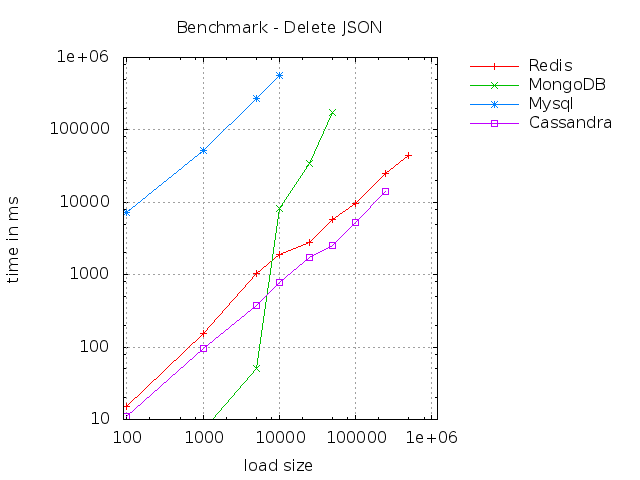 Benchmark - Delete JSON
1e+06
100000
10000
1000
100
10
time in ms
100 1000 10000 100000 1e+06
load size
Redis
MongoDB
Mysql
Cassandra